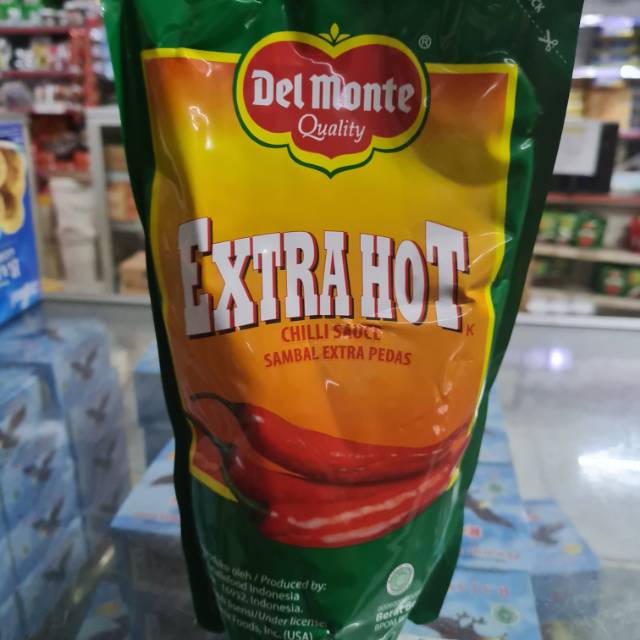 Del Monte
®
Quality
EXTRA HOT
CHILLI SAUCE
K
SAMBAL EXTRA PEDAS
oleh / Produced by:
Indonesia
Indonesia.
/Under license
Foods, Inc. (USA)